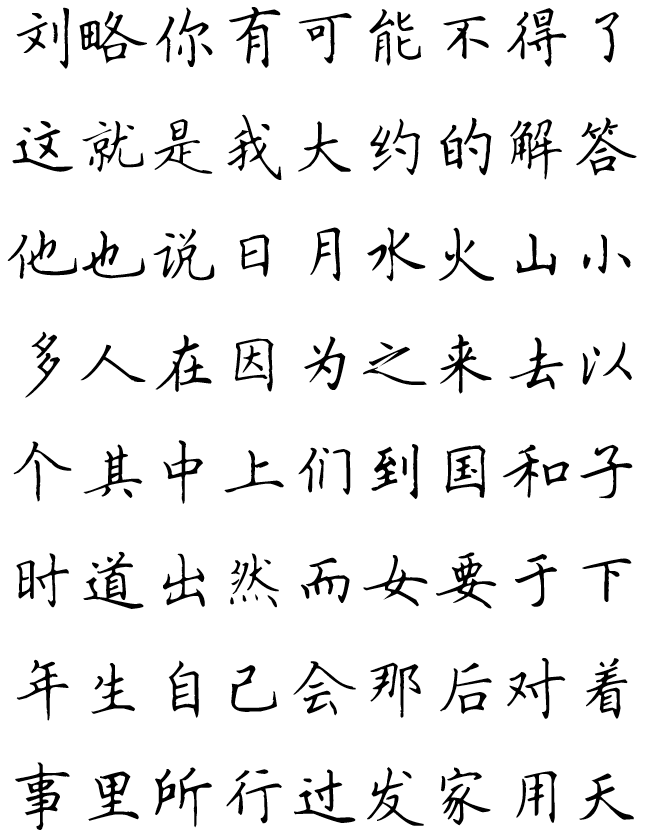 刘略你有可能不得了
这就是我大约的解答
他也说日月水火山小
多人在因为之来去以
个其中上们到国和子
时道出然而女要于下
年生自己会那后对着
事里所行过发家用天